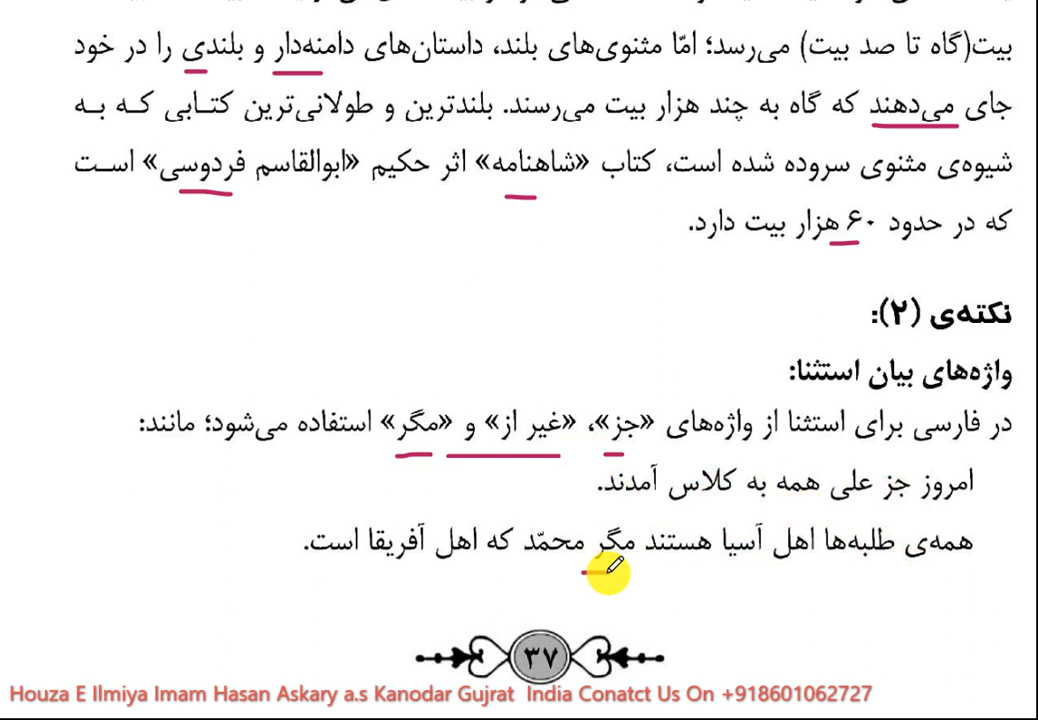 بیت(گاه تا صد بیت) می‌رسد؛ امّا مثنوی‌های بلند، داستان‌های دامنه‌دار و بلندی را در خود
جای می‌دهند که گاه به چند هزار بیت می‌رسند. بلندترین و طولانی‌ترین کتـابی کـه بـه
شیوه‌ی مثنوی سروده شده است، کتاب «شاهنامه» اثر حکیم «ابوالقاسم فردوسی» اسـت
که در حدود ۶۰ هزار بیت دارد.
نکته‌ی (۲):
واژه‌های بیان استثنا:
در فارسی برای استثنا از واژه‌های «جز»، «غیر از» و «مگر» استفاده می‌شود؛ مانند:
امروز جز علی همه به کلاس آمدند.
همه‌ی طلبه‌ها اهل آسیا هستند مگر محمّد که اهل آفریقا است.
۳۷
Houza E Ilmiya Imam Hasan Askary a.s Kanodar Gujrat India Conatct Us On +918601062727